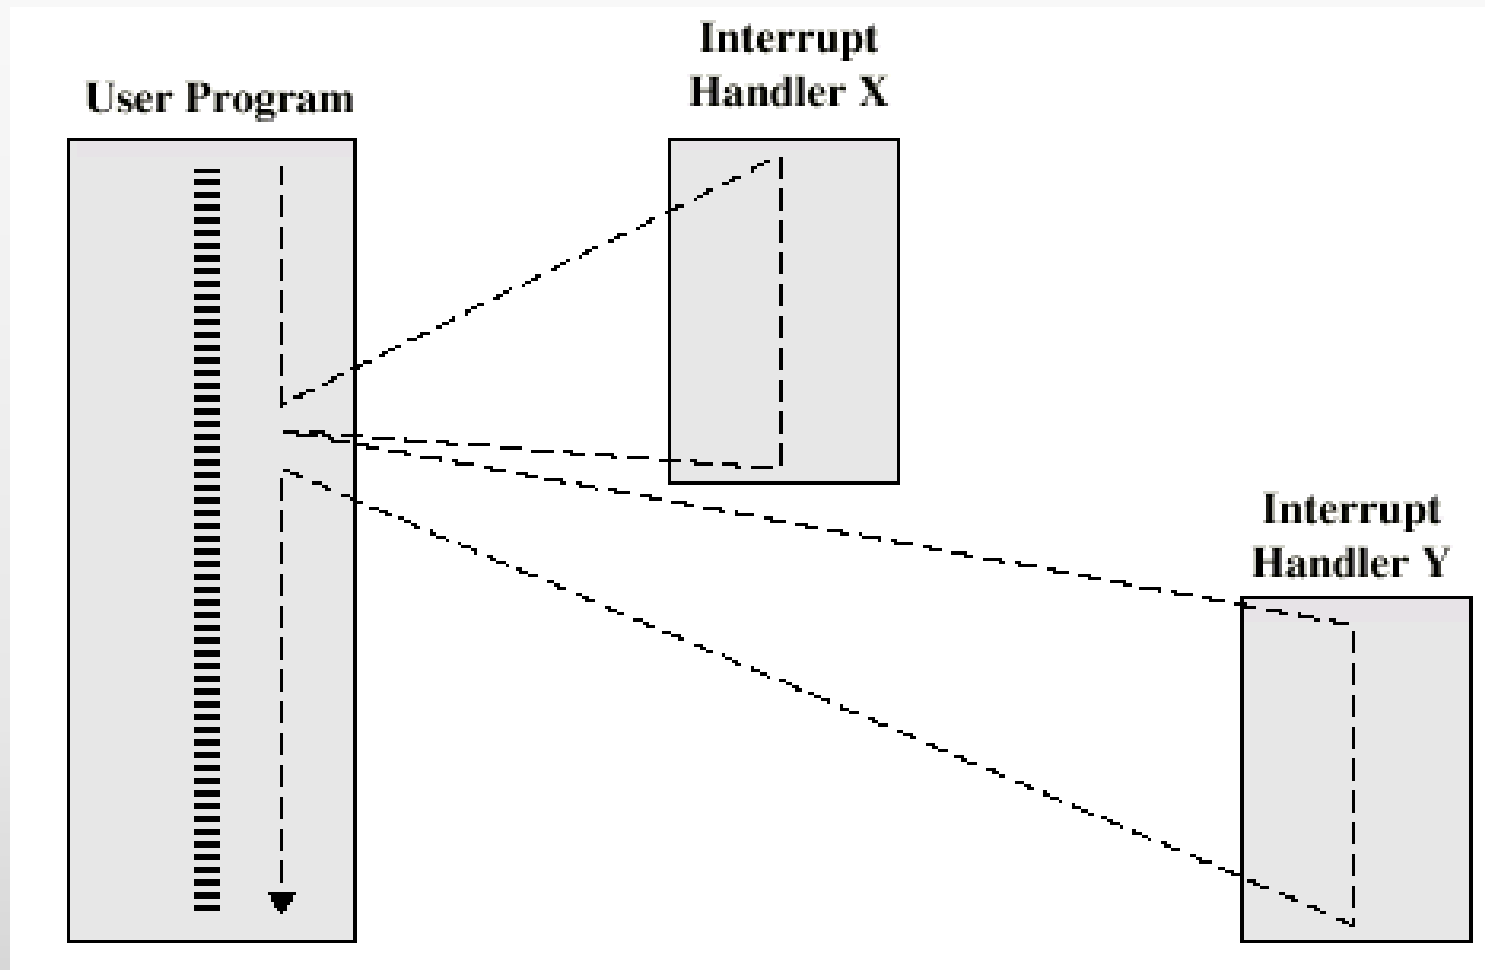 User Program
Interrupt
Handler X
Interrupt
Handler Y